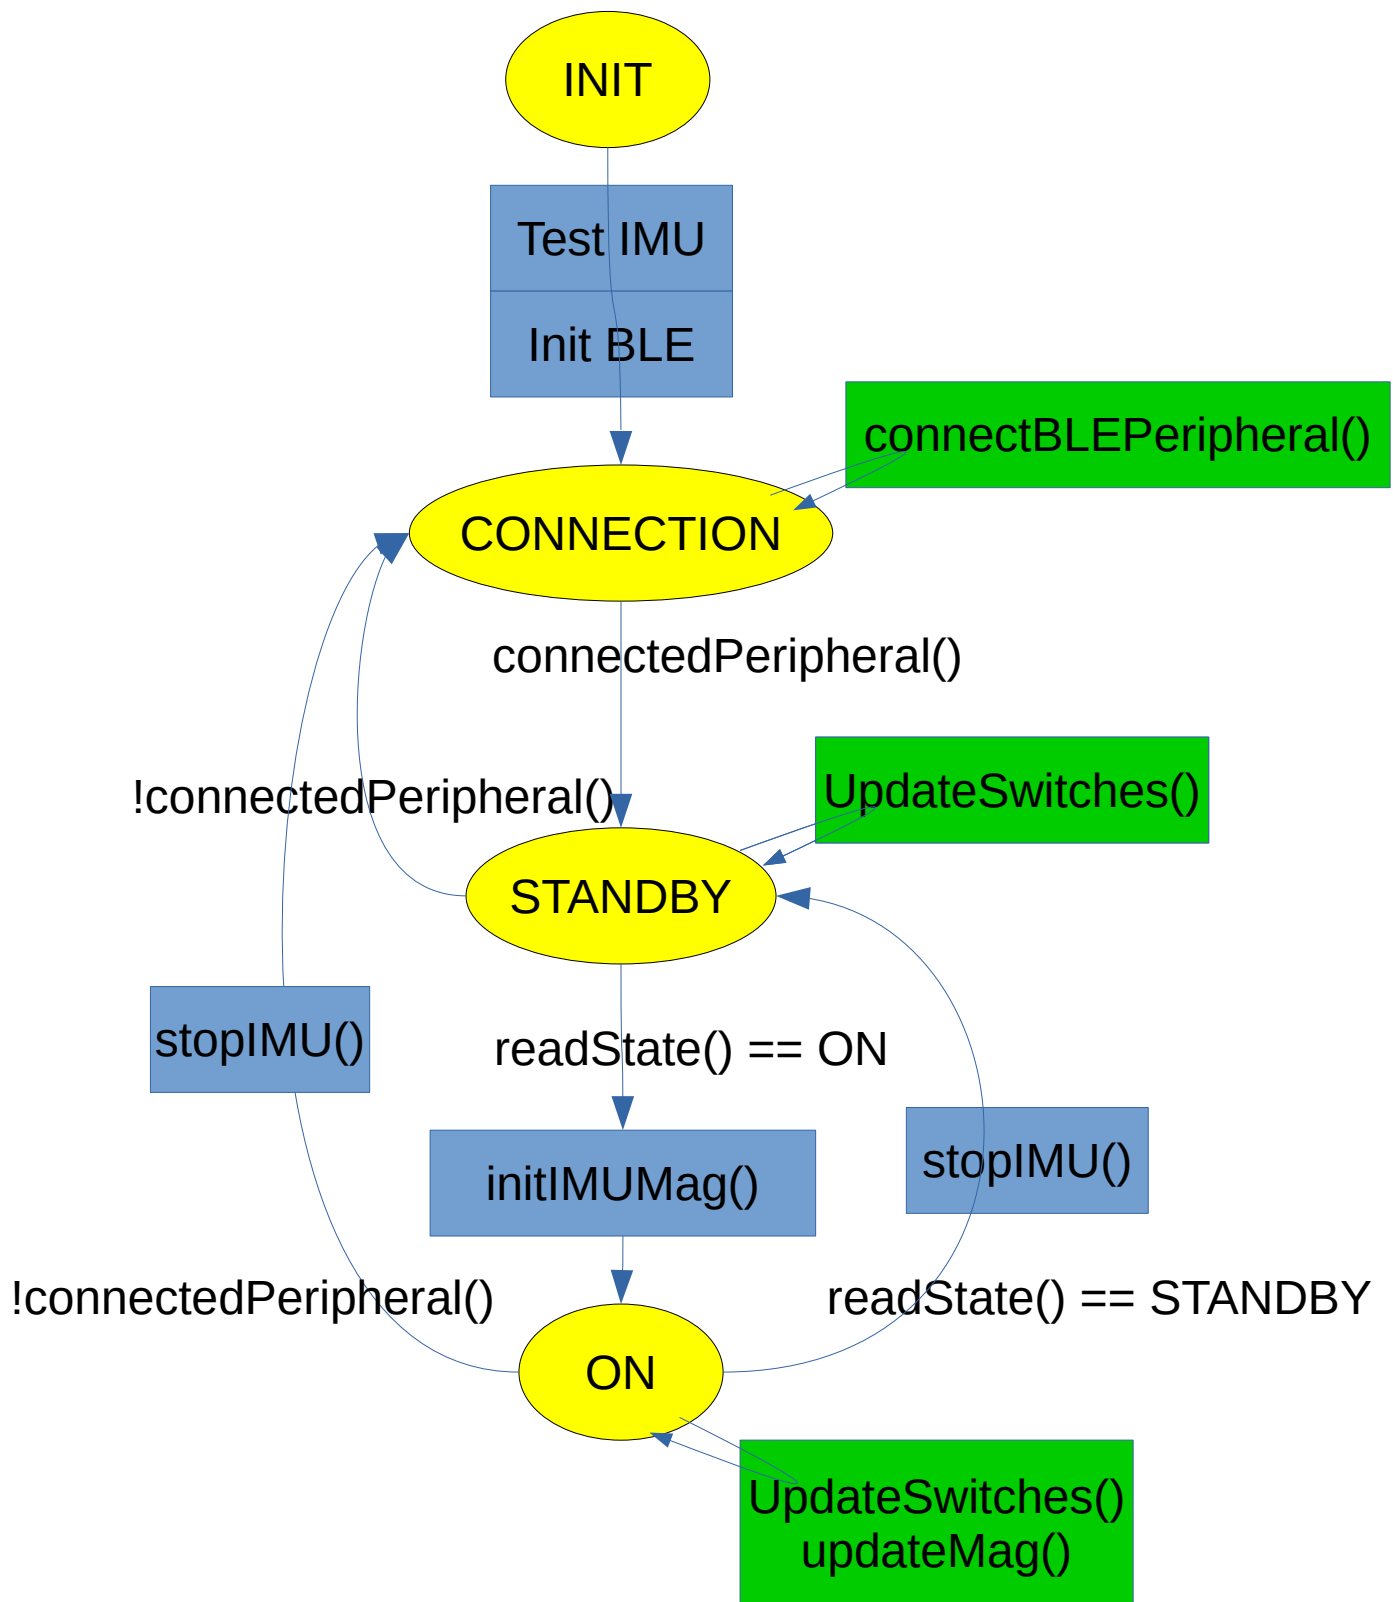 INIT
Test IMU
Init BLE
connectBLEPeripheral()
CONNECTION
connectedPeripheral()
!connectedPeripheral()
UpdateSwitches()
STANDBY
stopIMU()
readState() == ON
stopIMU()
initIMUMag()
!connectedPeripheral()
readState() == STANDBY
ON
UpdateSwitches()
updateMag()